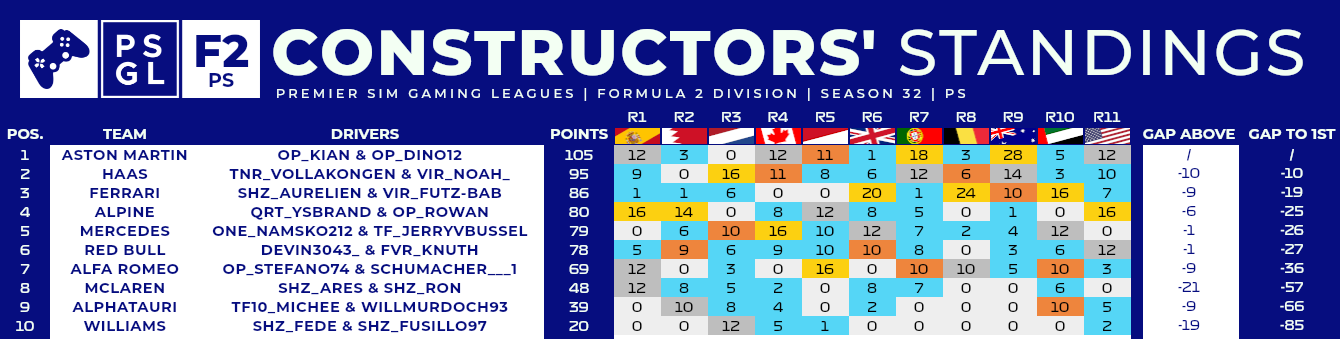 PS
GL
F2
PS
CONSTRUCTORS' STANDINGS
PREMIER SIM GAMING LEAGUES | FORMULA 2 DIVISION | SEASON 32 | PS
POS. TEAM DRIVERS POINTS R1 R2 R3 R4 R5 R6 R7 R8 R9 R10 R11 GAP ABOVE GAP TO 1ST
1 ASTON MARTIN OP_KIAN & OP_DINO12 105 12 3 0 12 11 1 18 3 28 5 12 / /
2 HAAS TNR_VOLLAKONGEN & VIR_NOAH_ 95 9 0 16 11 8 6 12 6 14 3 10 -10 -10
3 FERRARI SHZ_AURELIEN & VIR_FUTZ-BAB 86 1 1 6 0 0 20 1 24 10 16 7 -9 -19
4 ALPINE QRT_YSBRAND & OP_ROWAN 80 16 14 0 8 12 8 5 0 1 0 16 -6 -25
5 MERCEDES ONE_NAMSKO212 & TF_JERRYVBUSSEL 79 0 6 10 16 10 12 7 2 4 12 0 -1 -26
6 RED BULL DEVIN3043_ & FVR_KNUTH 78 5 9 6 9 10 10 8 0 3 6 12 -1 -27
7 ALFA ROMEO OP_STEFANO74 & SCHUMACHER___1 69 12 0 3 0 16 0 10 10 5 10 3 -9 -36
8 MCLAREN SHZ_ARES & SHZ_RON 48 12 8 5 2 0 8 7 0 0 6 0 -21 -57
9 ALPHATAURI TF10_MICHEE & WILLMURDOCH93 39 0 10 8 4 0 2 0 0 0 10 5 -9 -66
10 WILLIAMS SHZ_FEDE & SHZ_FUSILLO97 20 0 0 12 5 1 0 0 0 0 0 2 -19 -85